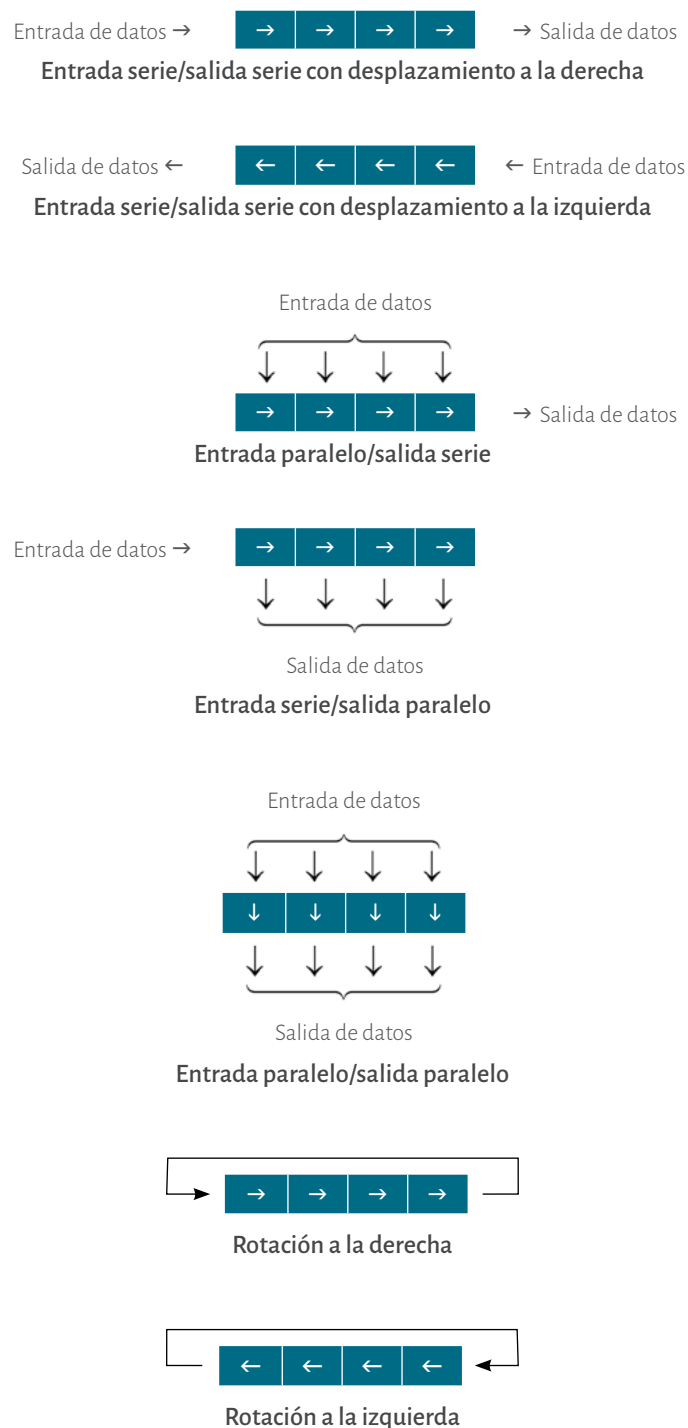 Entrada de datos → → → → → → Salida de datos
Entrada serie/salida serie con desplazamiento a la derecha
Salida de datos ← ← ← ← ← ← Entrada de datos
Entrada serie/salida serie con desplazamiento a la izquierda
Entrada de datos
→ → → → → Salida de datos
Entrada paralelo/salida serie
Entrada de datos → → → → →
Salida de datos
Entrada serie/salida paralelo
Entrada de datos
Salida de datos
Entrada paralelo/salida paralelo
Rotación a la derecha
Rotación a la izquierda